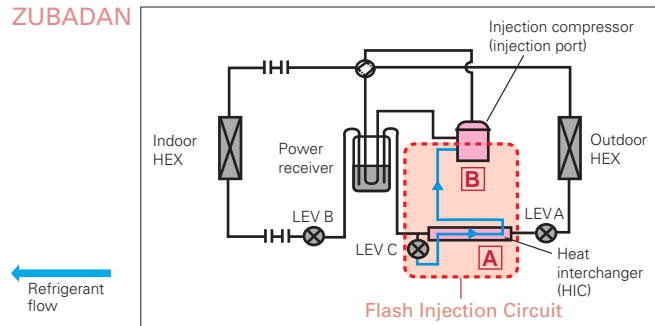 ZUBADAN
Injection compressor
(injection port)
Indoor
HEX
Power
receiver
Outdoor
HEX
B
LEV B
LEV A
LEV C
A
Heat
interchanger
(HIC)
Refrigerant
flow
Flash Injection Circuit